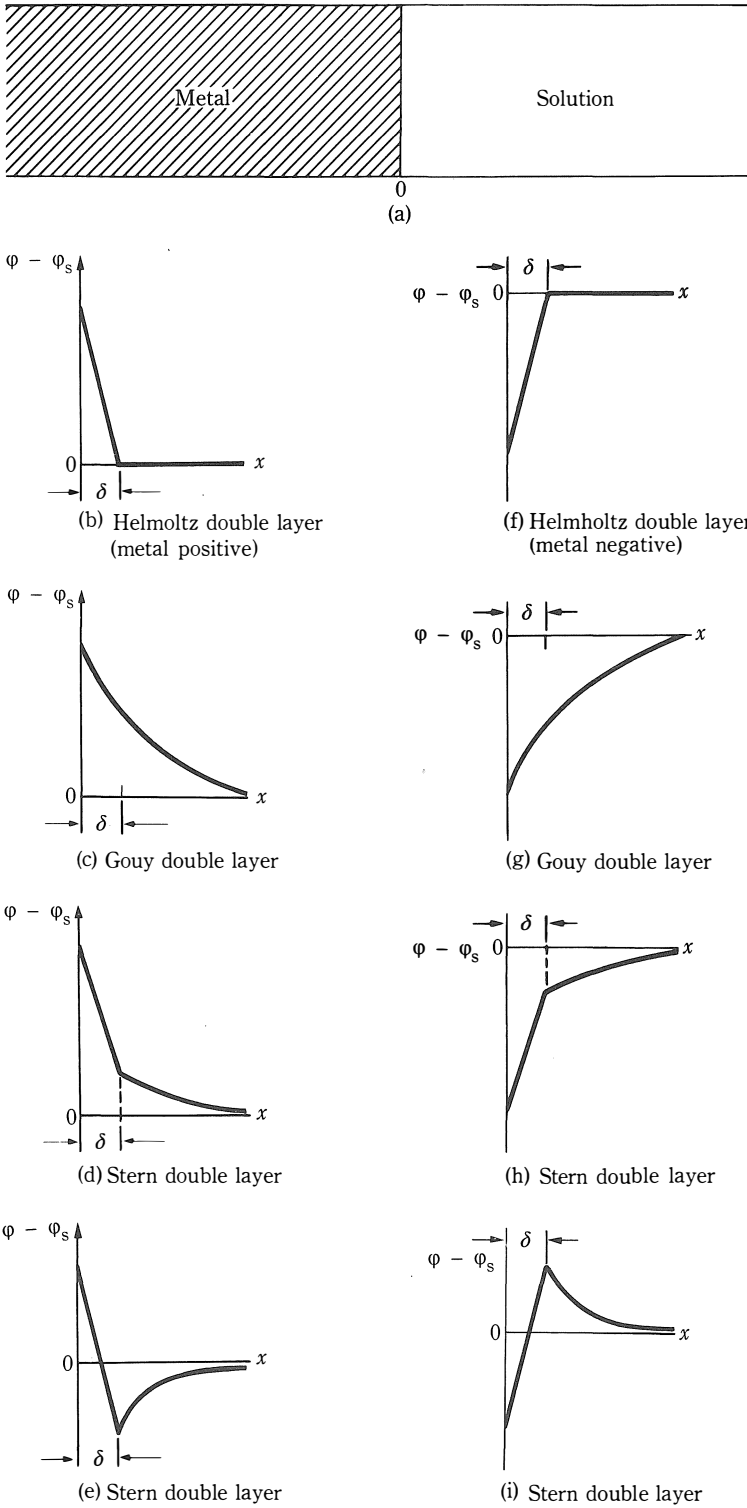 Metal
Solution
0
(a)
φ − φs
0
x
δ
(b) Helmoltz double layer
(metal positive)
δ
φ − φs 0
x
(f) Helmholtz double layer
(metal negative)
φ − φs
0
x
δ
(c) Gouy double layer
δ
φ − φs 0
x
(g) Gouy double layer
φ − φs
0
x
δ
(d) Stern double layer
δ
φ − φs 0
x
(h) Stern double layer
φ − φs
0
x
δ
(e) Stern double layer
δ
φ − φs
0
x
(i) Stern double layer